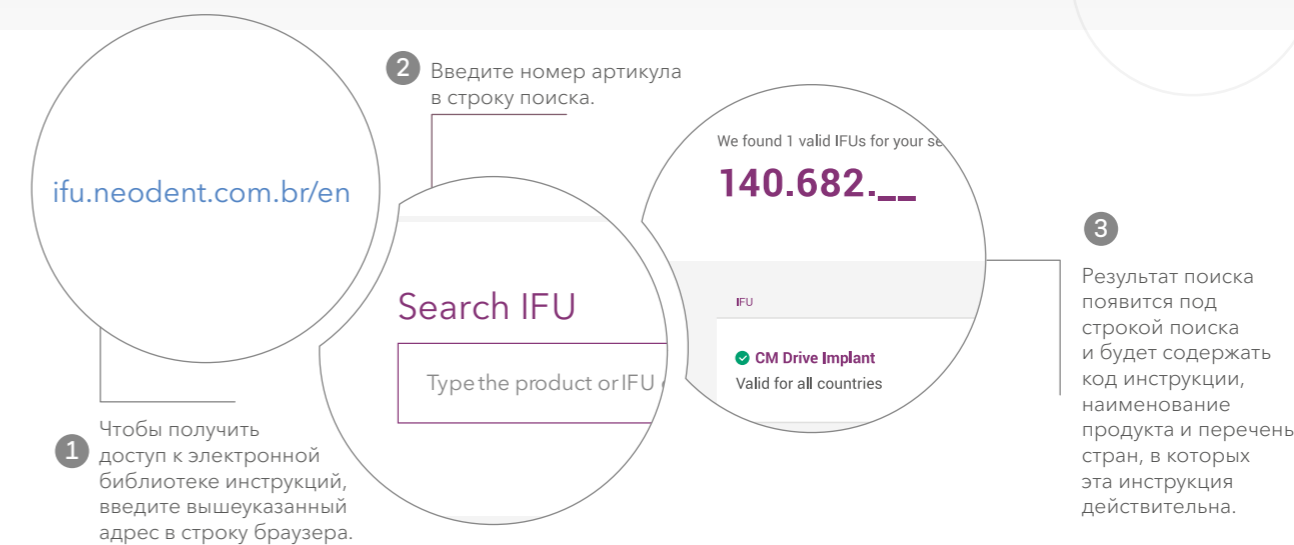 ifu.neodent.com.br/en
1
Чтобы получить
доступ к электронной
библиотеке инструкций,
введите вышеуказанный
адрес в строку браузера.
2
Введите номер артикула
в строку поиска.
Search IFU
Type the product or IFU
We found 1 valid IFUs for your
140.682.__
IFU
CM Drive Implant
Valid for all countries
3
Результат поиска
появится под
строкой поиска
и будет содержать
код инструкции,
наименование
продукта и перечень
стран, в которых
эта инструкция
действительна.